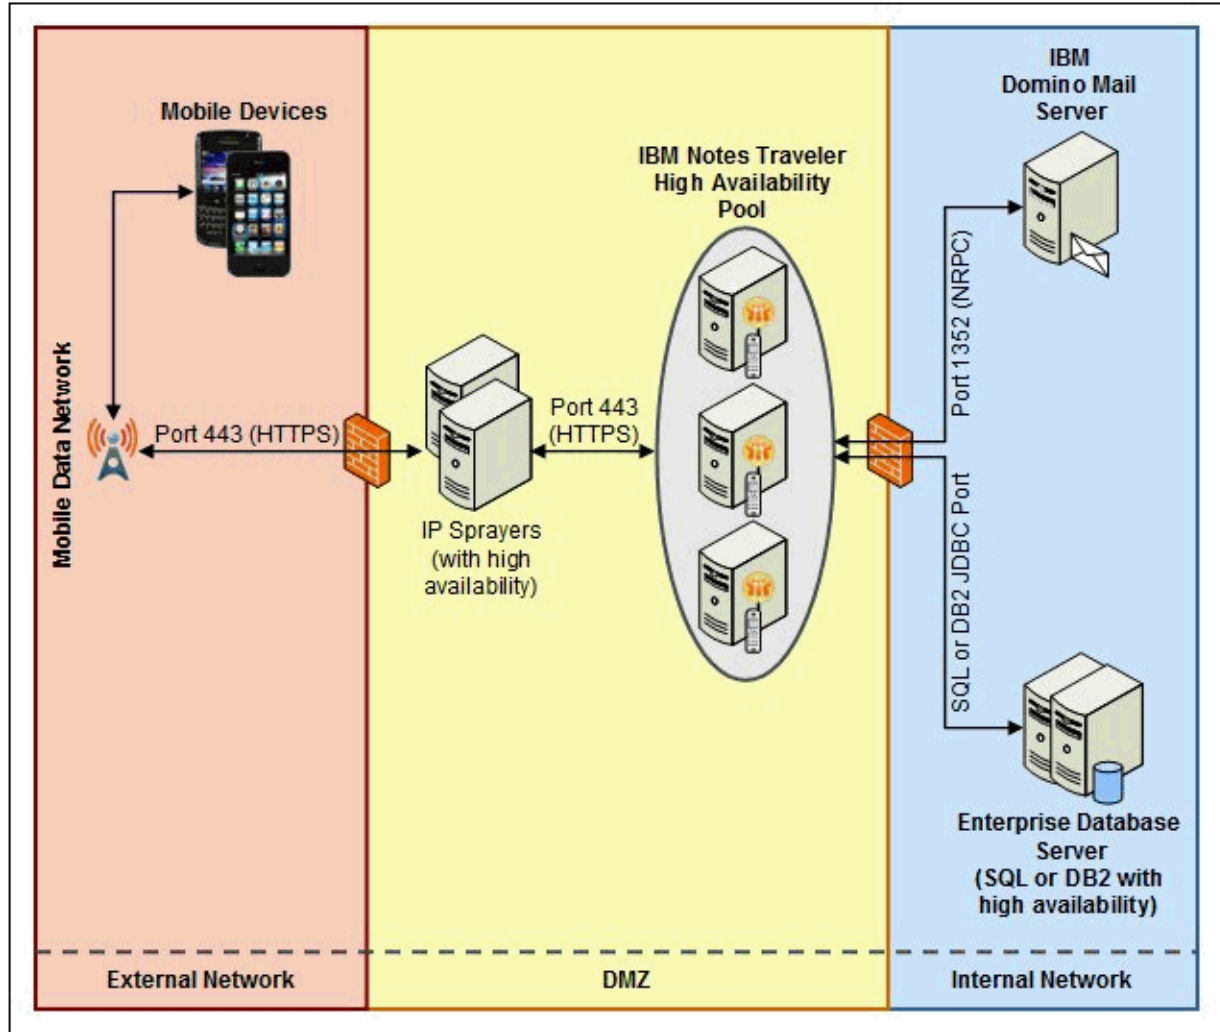 Mobile Devices
Mobile Data Network
Port 443 (HTTPS)
IP Sprayers
(with high
availability)
Port 443
(HTTPS)
IBM Notes Traveler
High Availability
Pool
IBM
Domino Mail
Server
Port 1352 (NRPC)
SQL or DB2 JDBC Port
Enterprise Database
Server
(SQL or DB2 with
high availability)
External Network
DMZ
Internal Network